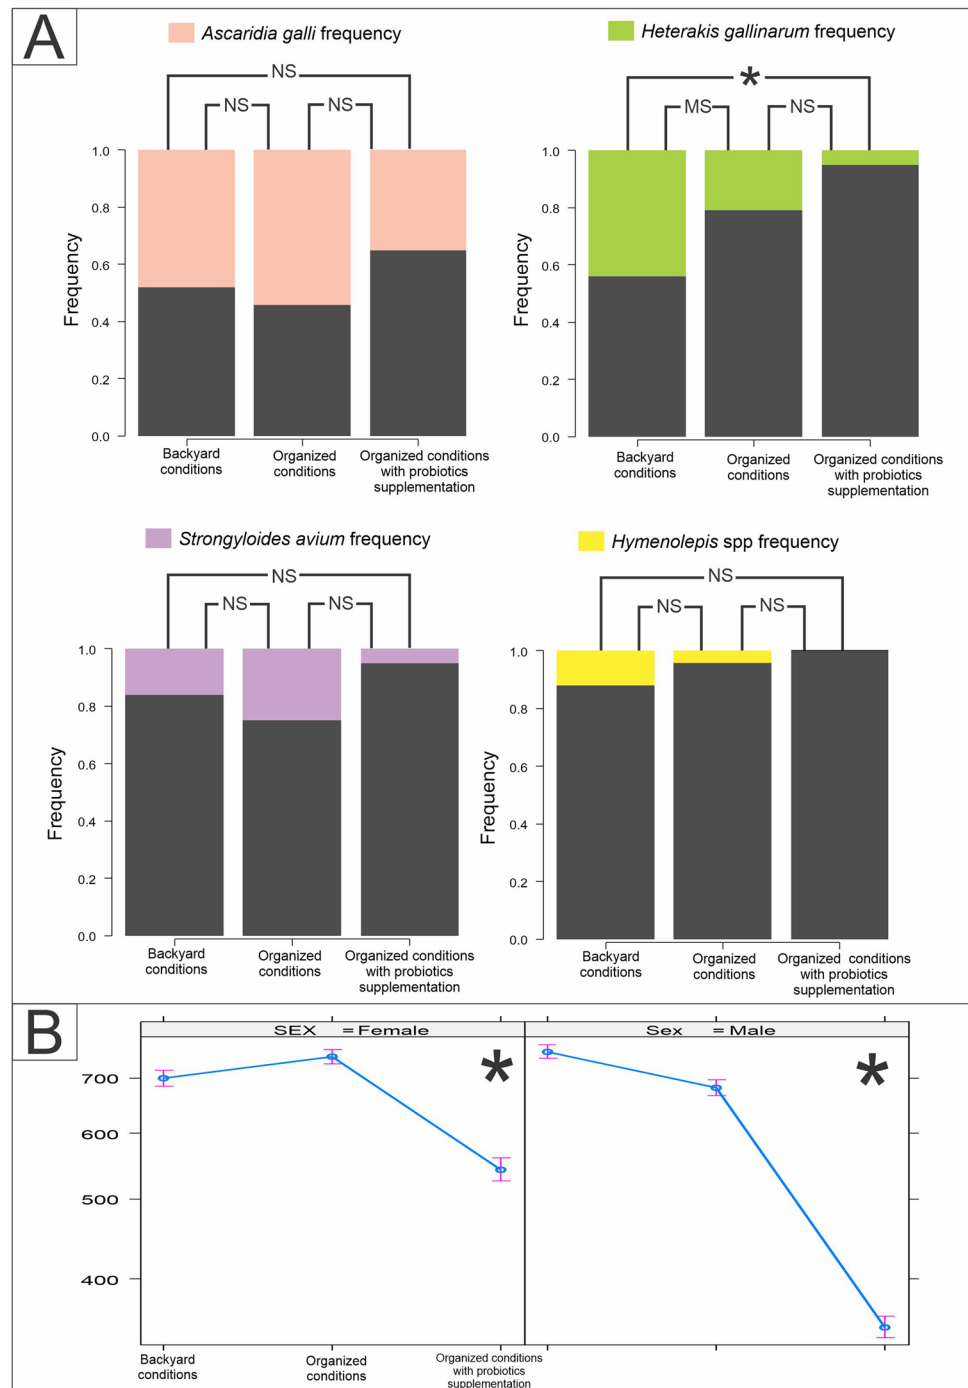 A
Ascaridia galli frequency
NS
NS
NS
1.0
0.8
0.6
0.4
0.2
0.0
Frequency
Backyard
conditions
Organized
conditions
Organized conditions
with probiotics
supplementation
Heterakis gallinarum frequency
*
MS
NS
1.0
0.8
0.6
0.4
0.2
0.0
Frequency
Backyard
conditions
Organized
conditions
Organized conditions
with probiotics
supplementation
Strongyloides avium frequency
NS
NS
NS
1.0
0.8
0.6
0.4
0.2
0.0
Frequency
Backyard
conditions
Organized
conditions
Organized conditions
with probiotics
supplementation
Hymenolepis spp frequency
NS
NS
NS
1.0
0.8
0.6
0.4
0.2
0.0
Frequency
Backyard
conditions
Organized
conditions
Organized conditions
with probiotics
supplementation
B
SEX = Female
Sex = Male
*
*
700
600
500
400
Backyard
conditions
Organized
conditions
Organized conditions
with probiotics
supplementation